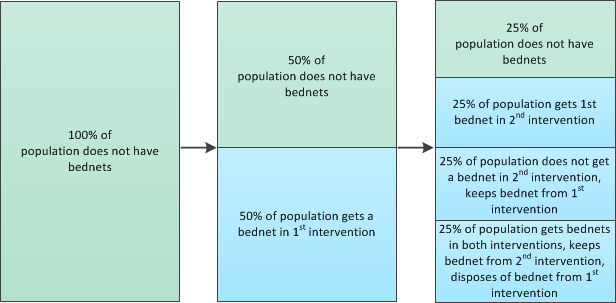 100% of
population does not have
bednets
50% of
population does not have
bednets
50% of population gets a
bednet in 1st intervention
25% of
population does not have
bednets
25% of population gets 1st
bednet in 2nd intervention
25% of population does not get
a bednet in 2nd intervention,
keeps bednet from 1st
intervention
25% of population gets bednets
in both interventions, keeps
bednet from 2nd intervention,
disposes of bednet from 1st
intervention